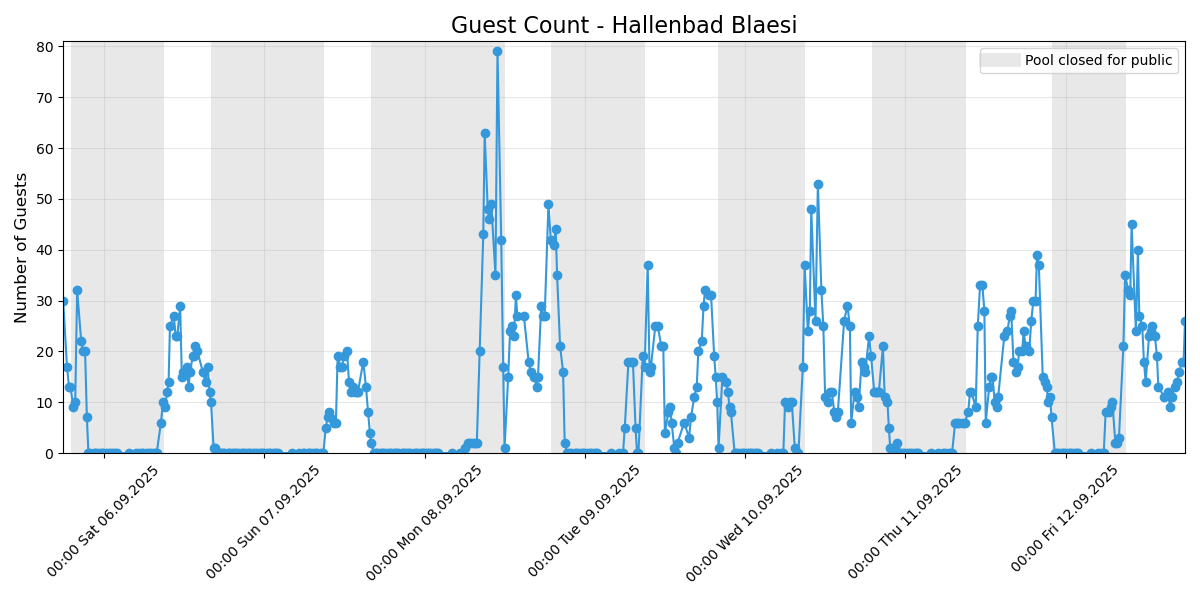 Guest Count - Hallenbad Blaesi
Pool closed for public
Number of Guests
80
70
60
50
40
30
20
10
0
00:00 Sat 06.09.2025
00:00 Sun 07.09.2025
00:00 Mon 08.09.2025
00:00 Tue 09.09.2025
00:00 Wed 10.09.2025
00:00 Thu 11.09.2025
00:00 Fri 12.09.2025